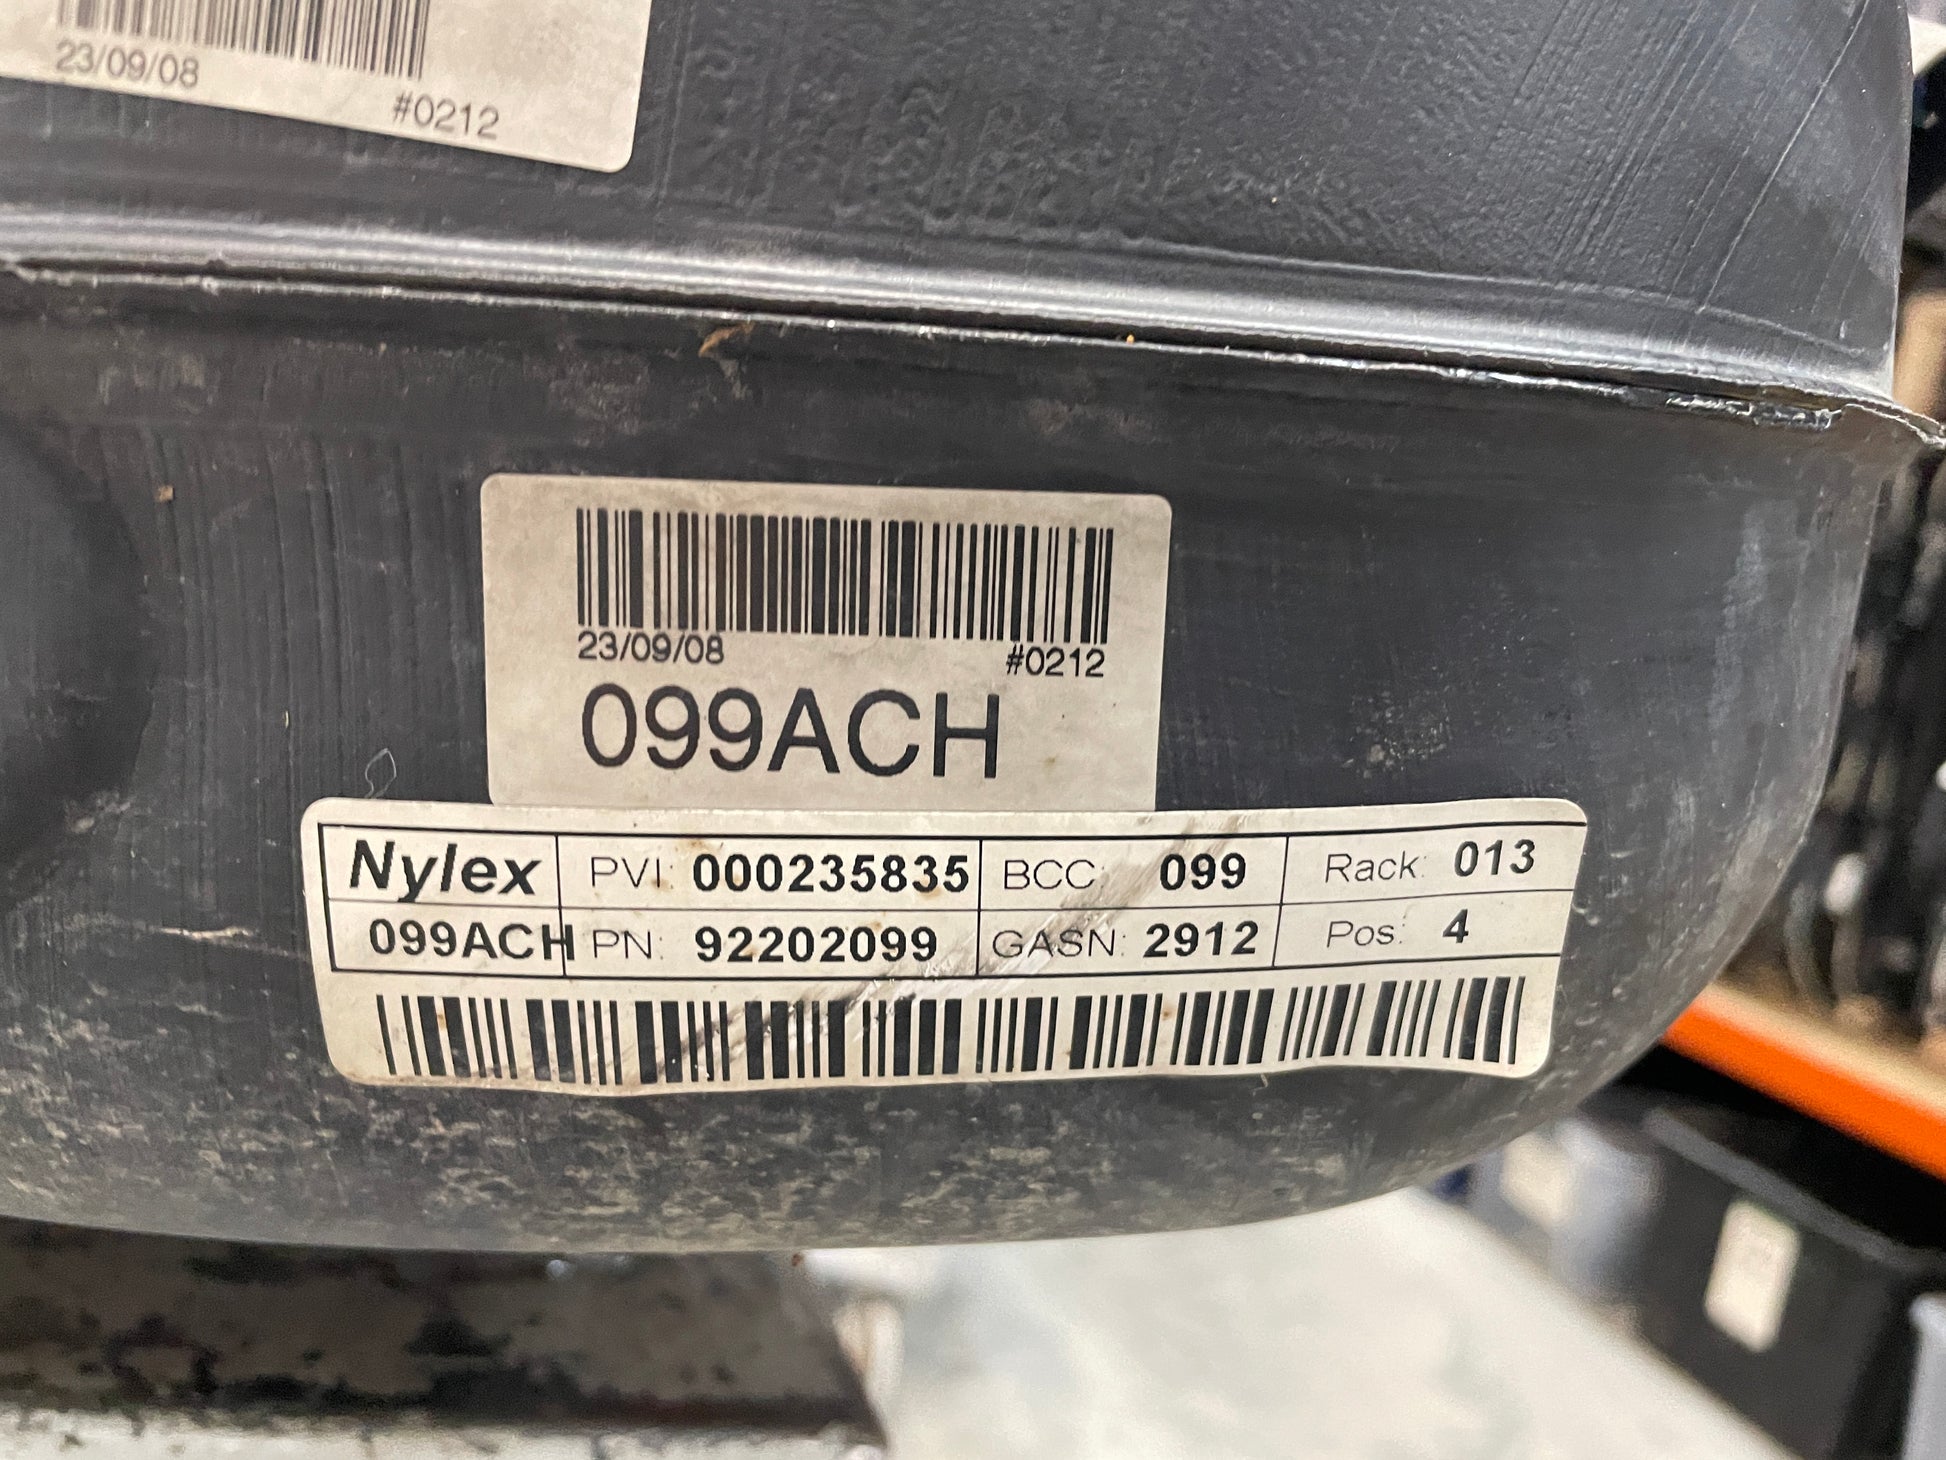 23/09/08 #0212
23/09/08 #0212
099ACH
Nylex PVI: 000235835 BCC: 099 Rack: 013
099ACH PN: 92202099 GASN: 2912 Pos: 4